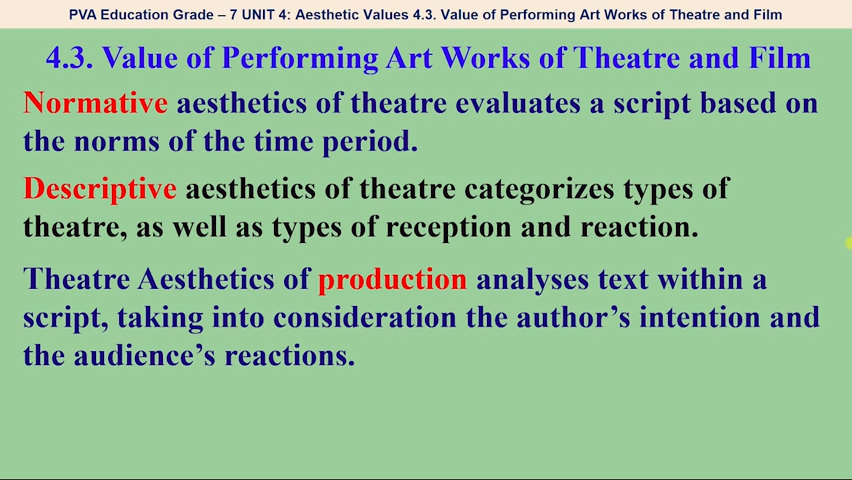 PVA Education Grade – 7 UNIT 4: Aesthetic Values 4.3. Value of Performing Art Works of Theatre and Film
4.3. Value of Performing Art Works of Theatre and Film
Normative aesthetics of theatre evaluates a script based on
the norms of the time period.
Descriptive aesthetics of theatre categorizes types of
theatre, as well as types of reception and reaction.
Theatre Aesthetics of production analyses text within a
script, taking into consideration the author’s intention and
the audience’s reactions.